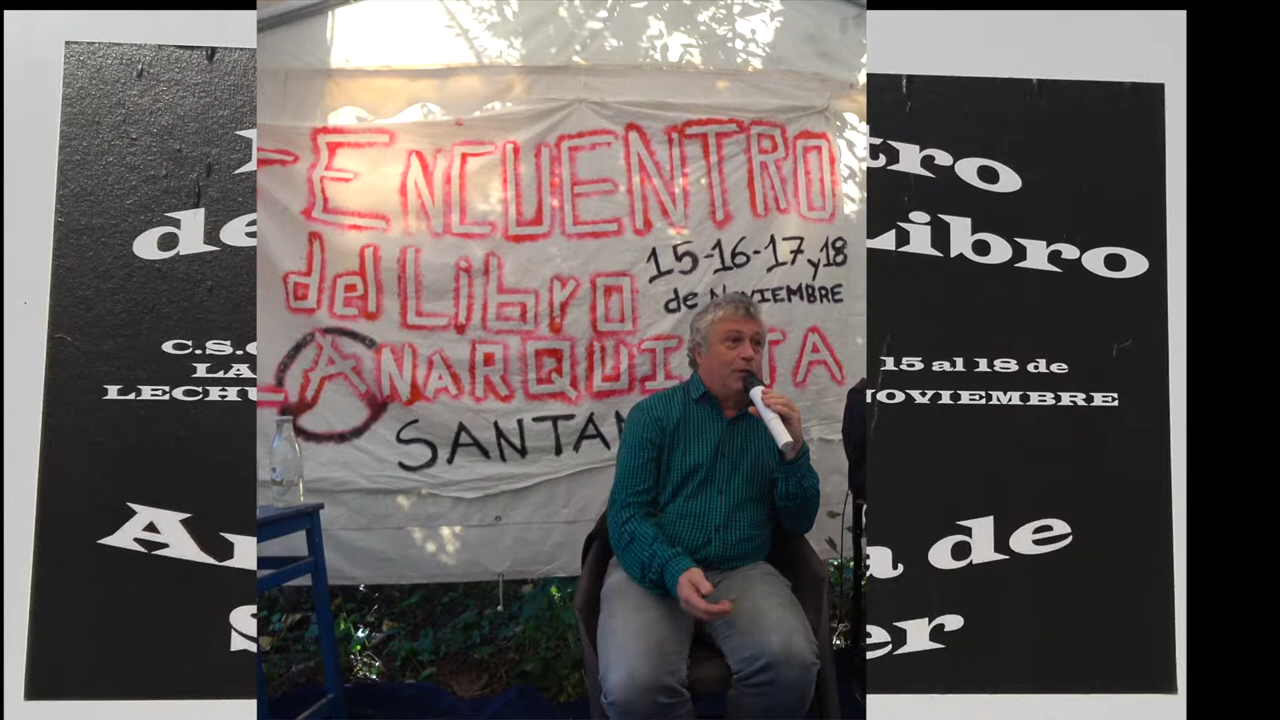 ENCUENTRO
del Libro
15-16-17 y 18
de NOVIEMBRE
ANARQUISTA
SANTAN
tro
de
Libro
C.S.O
LA
LECHU
15 al 18 de
NOVIEMBRE
A
a de
S
er